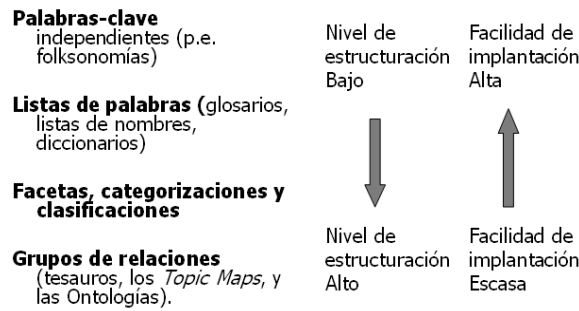 Palabras-clave
independientes (p.e.
folksonomías)
Listas de palabras (glosarios,
listas de nombres,
diccionarios)
Facetas, categorizaciones y
clasificaciones
Grupos de relaciones
(tesauros, los Topic Maps, y
las Ontologías).
Nivel de
estructuración
Bajo
Nivel de
estructuración
Alto
Facilidad de
implantación
Alta
Facilidad de
implantación
Escasa